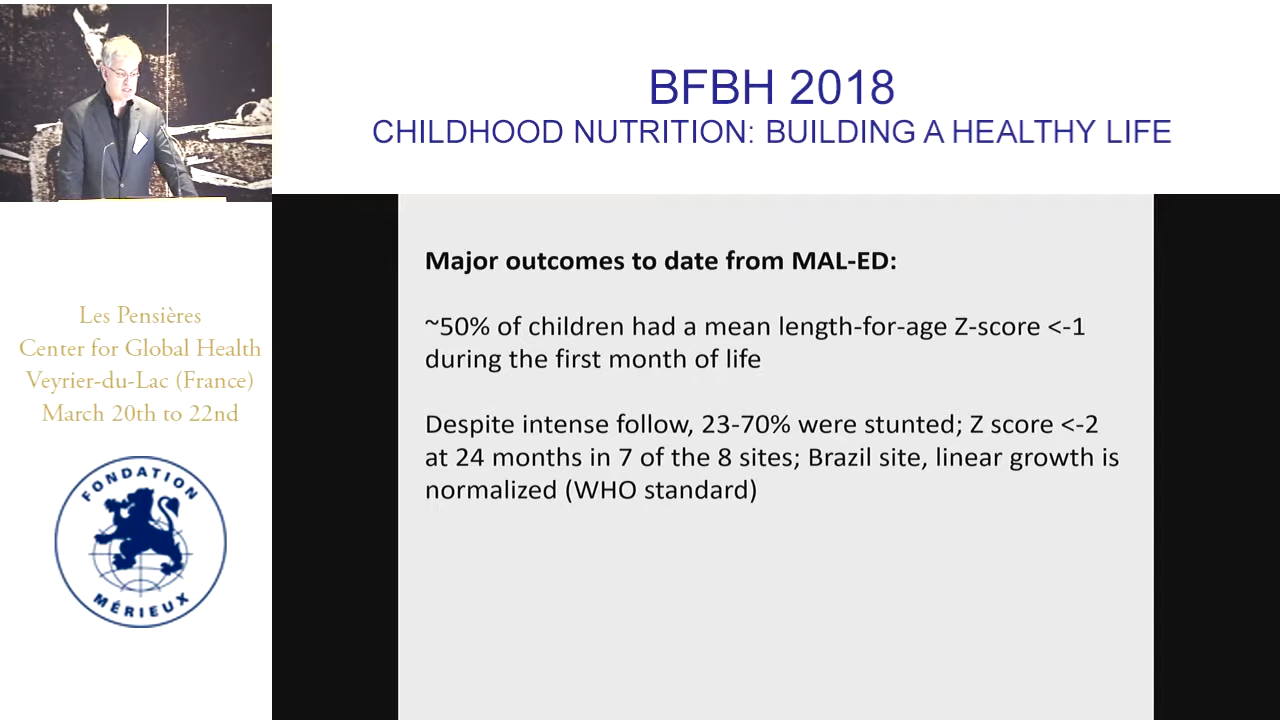 BFBH 2018
CHILDHOOD NUTRITION: BUILDING A HEALTHY LIFE
Major outcomes to date from MAL-ED:
~50% of children had a mean length-for-age Z-score <-1
during the first month of life
Despite intense follow, 23-70% were stunted; Z score <-2
at 24 months in 7 of the 8 sites; Brazil site, linear growth is
normalized (WHO standard)
Les Pensières
Center for Global Health
Veyrier-du-Lac (France)
March 20th to 22nd
FONDATION
MÉRIEUX